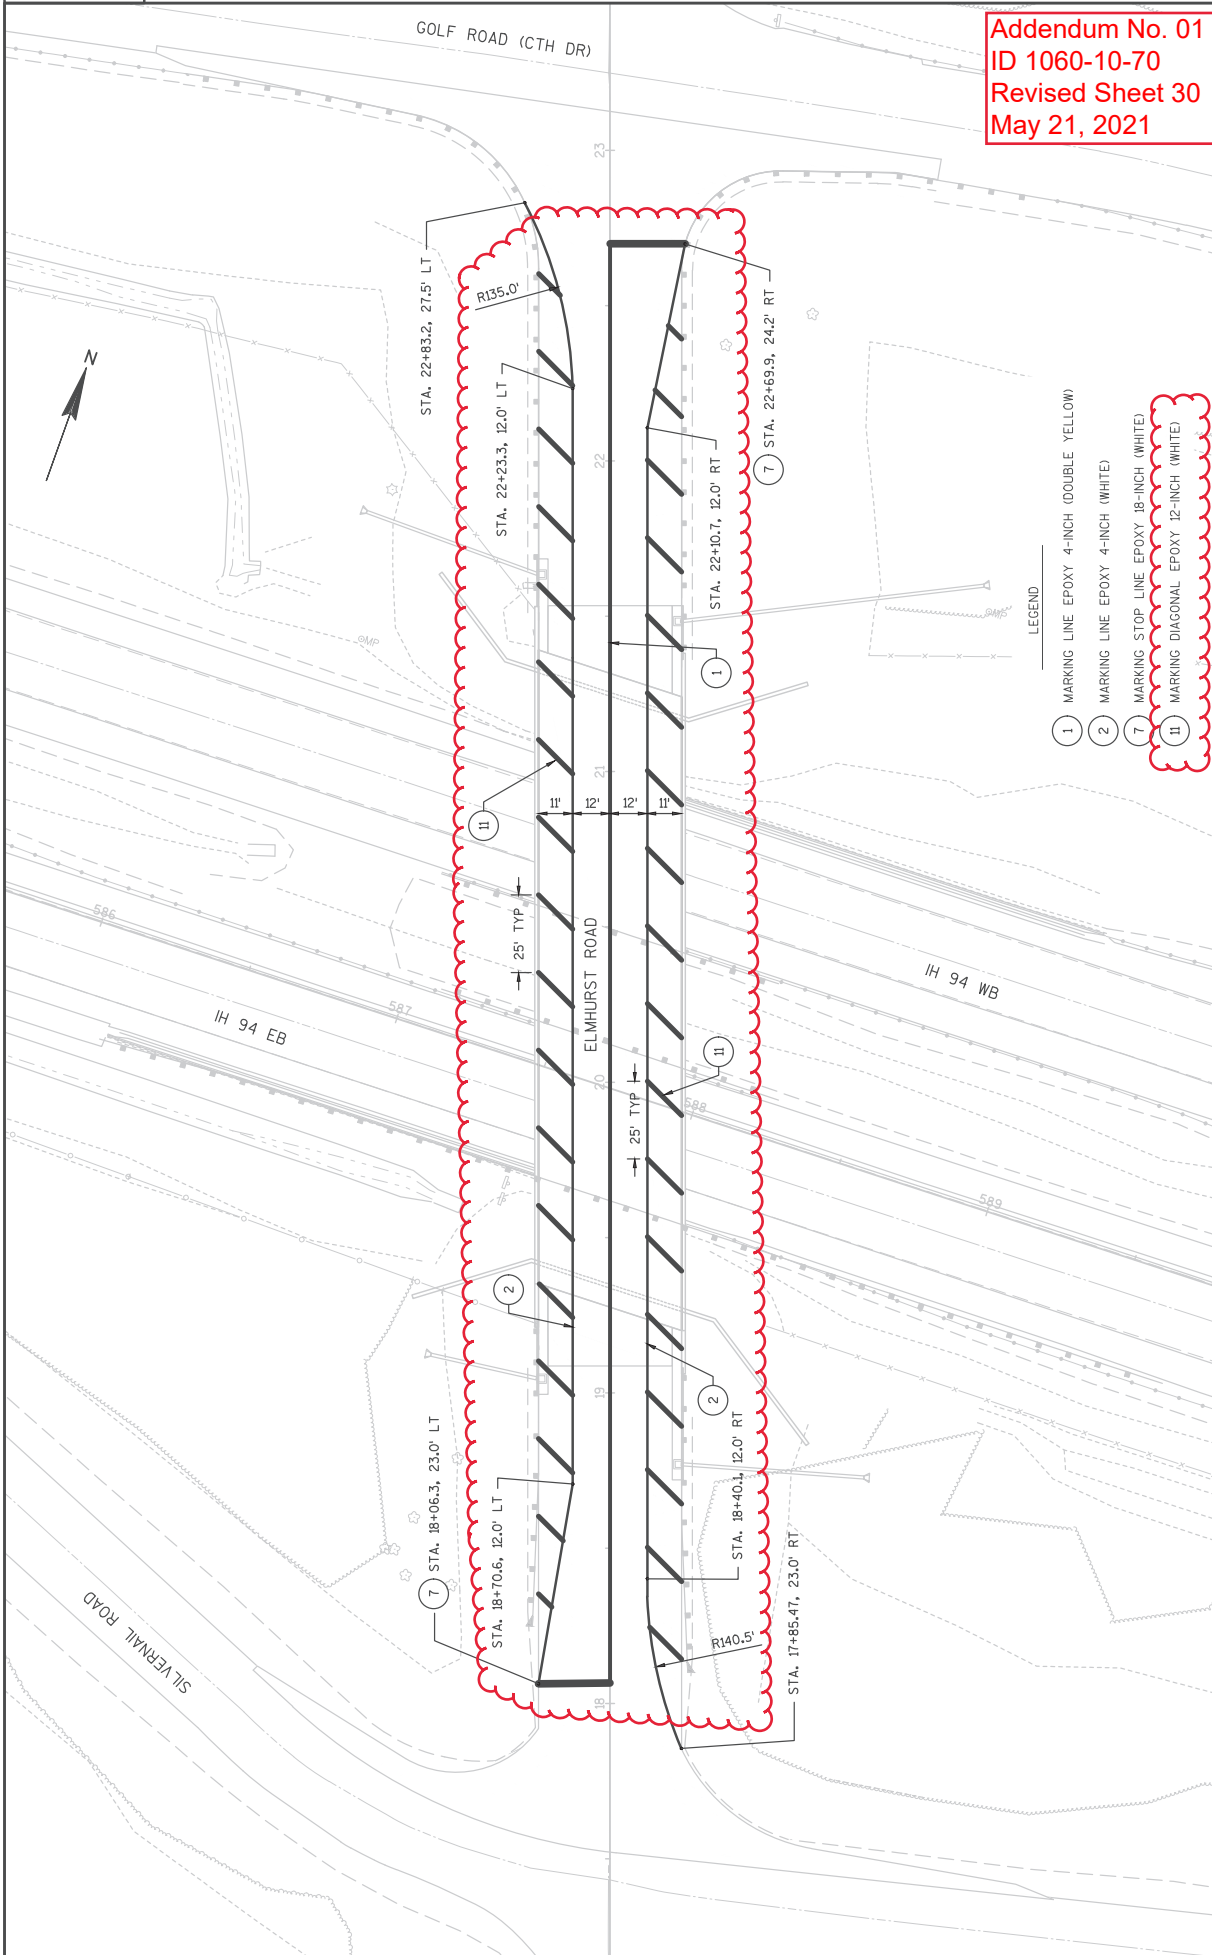 Addendum No. 01
ID 1060-10-70
Revised Sheet 30
May 21, 2021
GOLF ROAD (CTH DR)
23
N
STA. 22+83.2, 27.5' LT
R135.0'
STA. 22+23.3, 12.0' LT
7 STA. 22+69.9, 24.2' RT
STA. 22+10.7, 12.0' RT
22
LEGEND
1 MARKING LINE EPOXY 4-INCH (DOUBLE YELLOW)
2 MARKING LINE EPOXY 4-INCH (WHITE)
7 MARKING STOP LINE EPOXY 18-INCH (WHITE)
11 MARKING DIAGONAL EPOXY 12-INCH (WHITE)
MP
MP
1
21
11
11' 12' 12' 11'
25' TYP
ELMHURST ROAD
586
587
IH 94 EB
IH 94 WB
20
11
25' TYP
588
589
2
2
19
7 STA. 18+06.3, 23.0' LT
STA. 18+70.6, 12.0' LT
STA. 18+40.1, 12.0' RT
STA. 17+85.47, 23.0' RT
R140.5'
18
SILVERNAIL ROAD